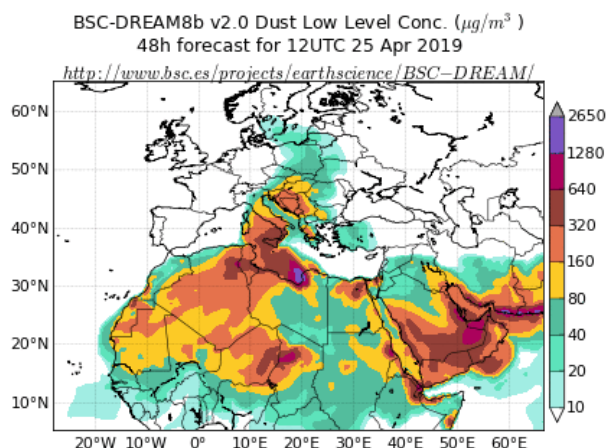 BSC-DREAM8b v2.0 Dust Low Level Conc. (μg/m³ )
48h forecast for 12UTC 25 Apr 2019
http://www.bsc.es/projects/earthscience/BSC−DREAM/
60°N
50°N
40°N
30°N
20°N
10°N
20°W
10°W
0°
10°E
20°E
30°E
40°E
50°E
60°E
2650
1280
640
320
160
80
40
20
10